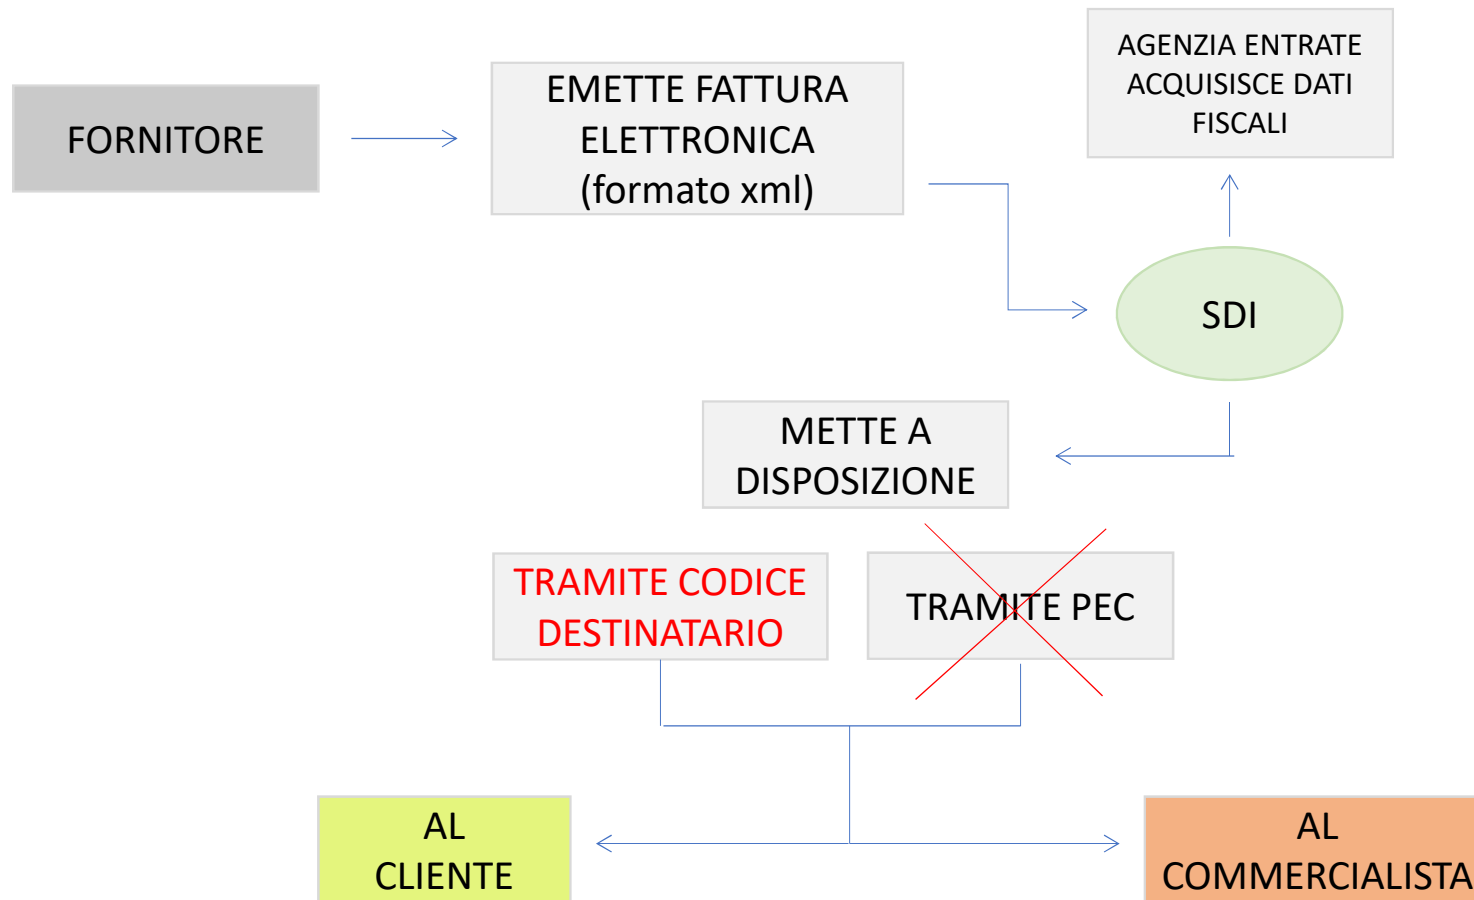 FORNITORE
EMETTE FATTURA
ELETTRONICA
(formato xml)
AGENZIA ENTRATE
ACQUISISCE DATI
FISCALI
SDI
METTE A
DISPOSIZIONE
TRAMITE CODICE
DESTINATARIO
TRAMITE PEC
AL
CLIENTE
AL
COMMERCIALISTA